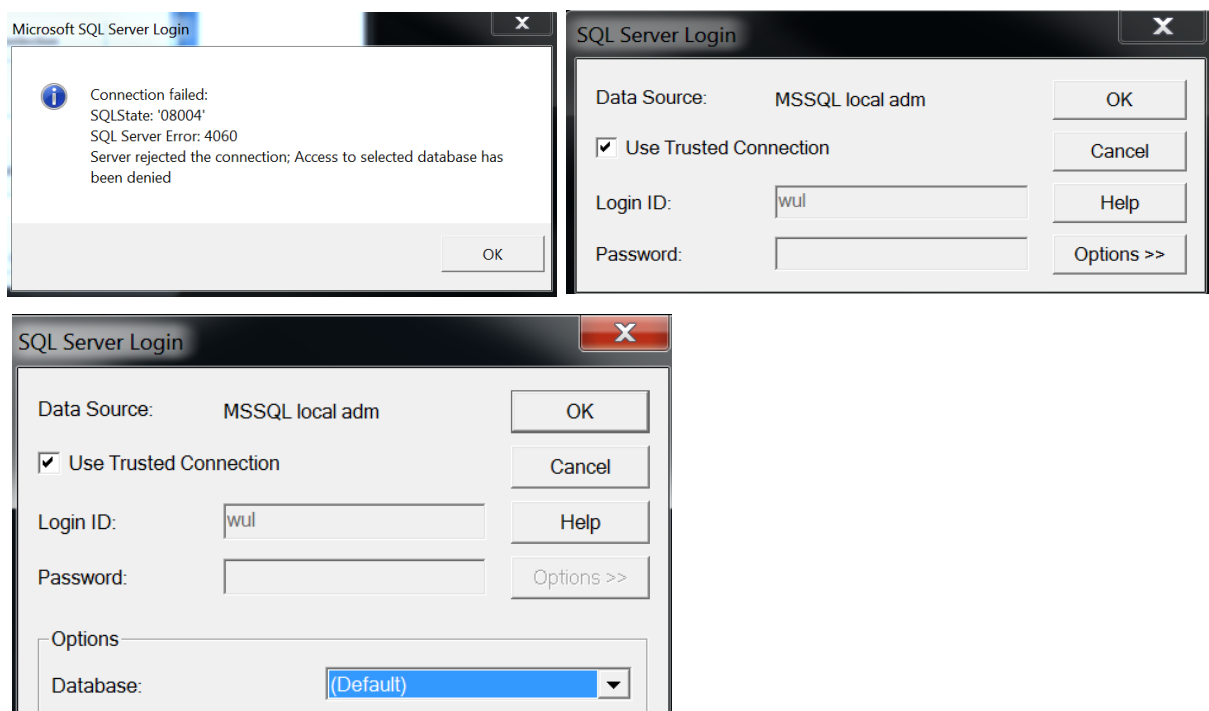 Microsoft SQL Server Login
Connection failed:
SQLState: '08004'
SQL Server Error: 4060
Server rejected the connection; Access to selected database has
been denied
OK
SQL Server Login
Data Source: MSSQL local adm OK
Use Trusted Connection Cancel
Login ID: wul Help
Password: Options >>
SQL Server Login
Data Source: MSSQL local adm OK
Use Trusted Connection Cancel
Login ID: wul Help
Password: Options >>
Options
Database: (Default)